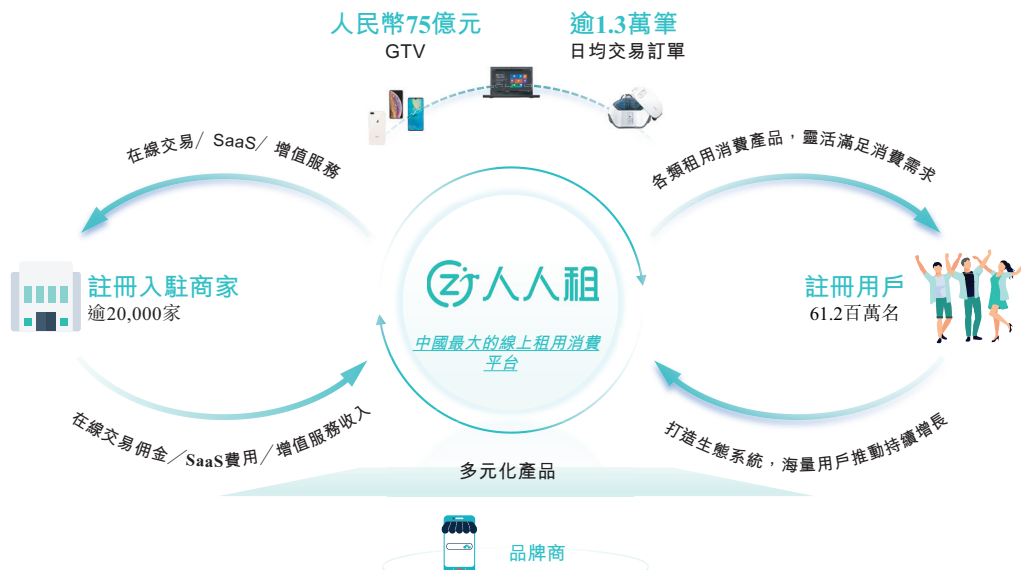 人民幣75億元
GTV
逾1.3萬筆
日均交易訂單
在線交易／SaaS／增值服務
各類租用消費產品，靈活滿足消費需求
人人租
中國最大的線上租用消費
平台
註冊入駐商家
逾20,000家
註冊用戶
61.2百萬名
在線交易佣金／SaaS費用／增值服務收入
打造生態系統，海量用戶推動持續增長
多元化產品
品牌商